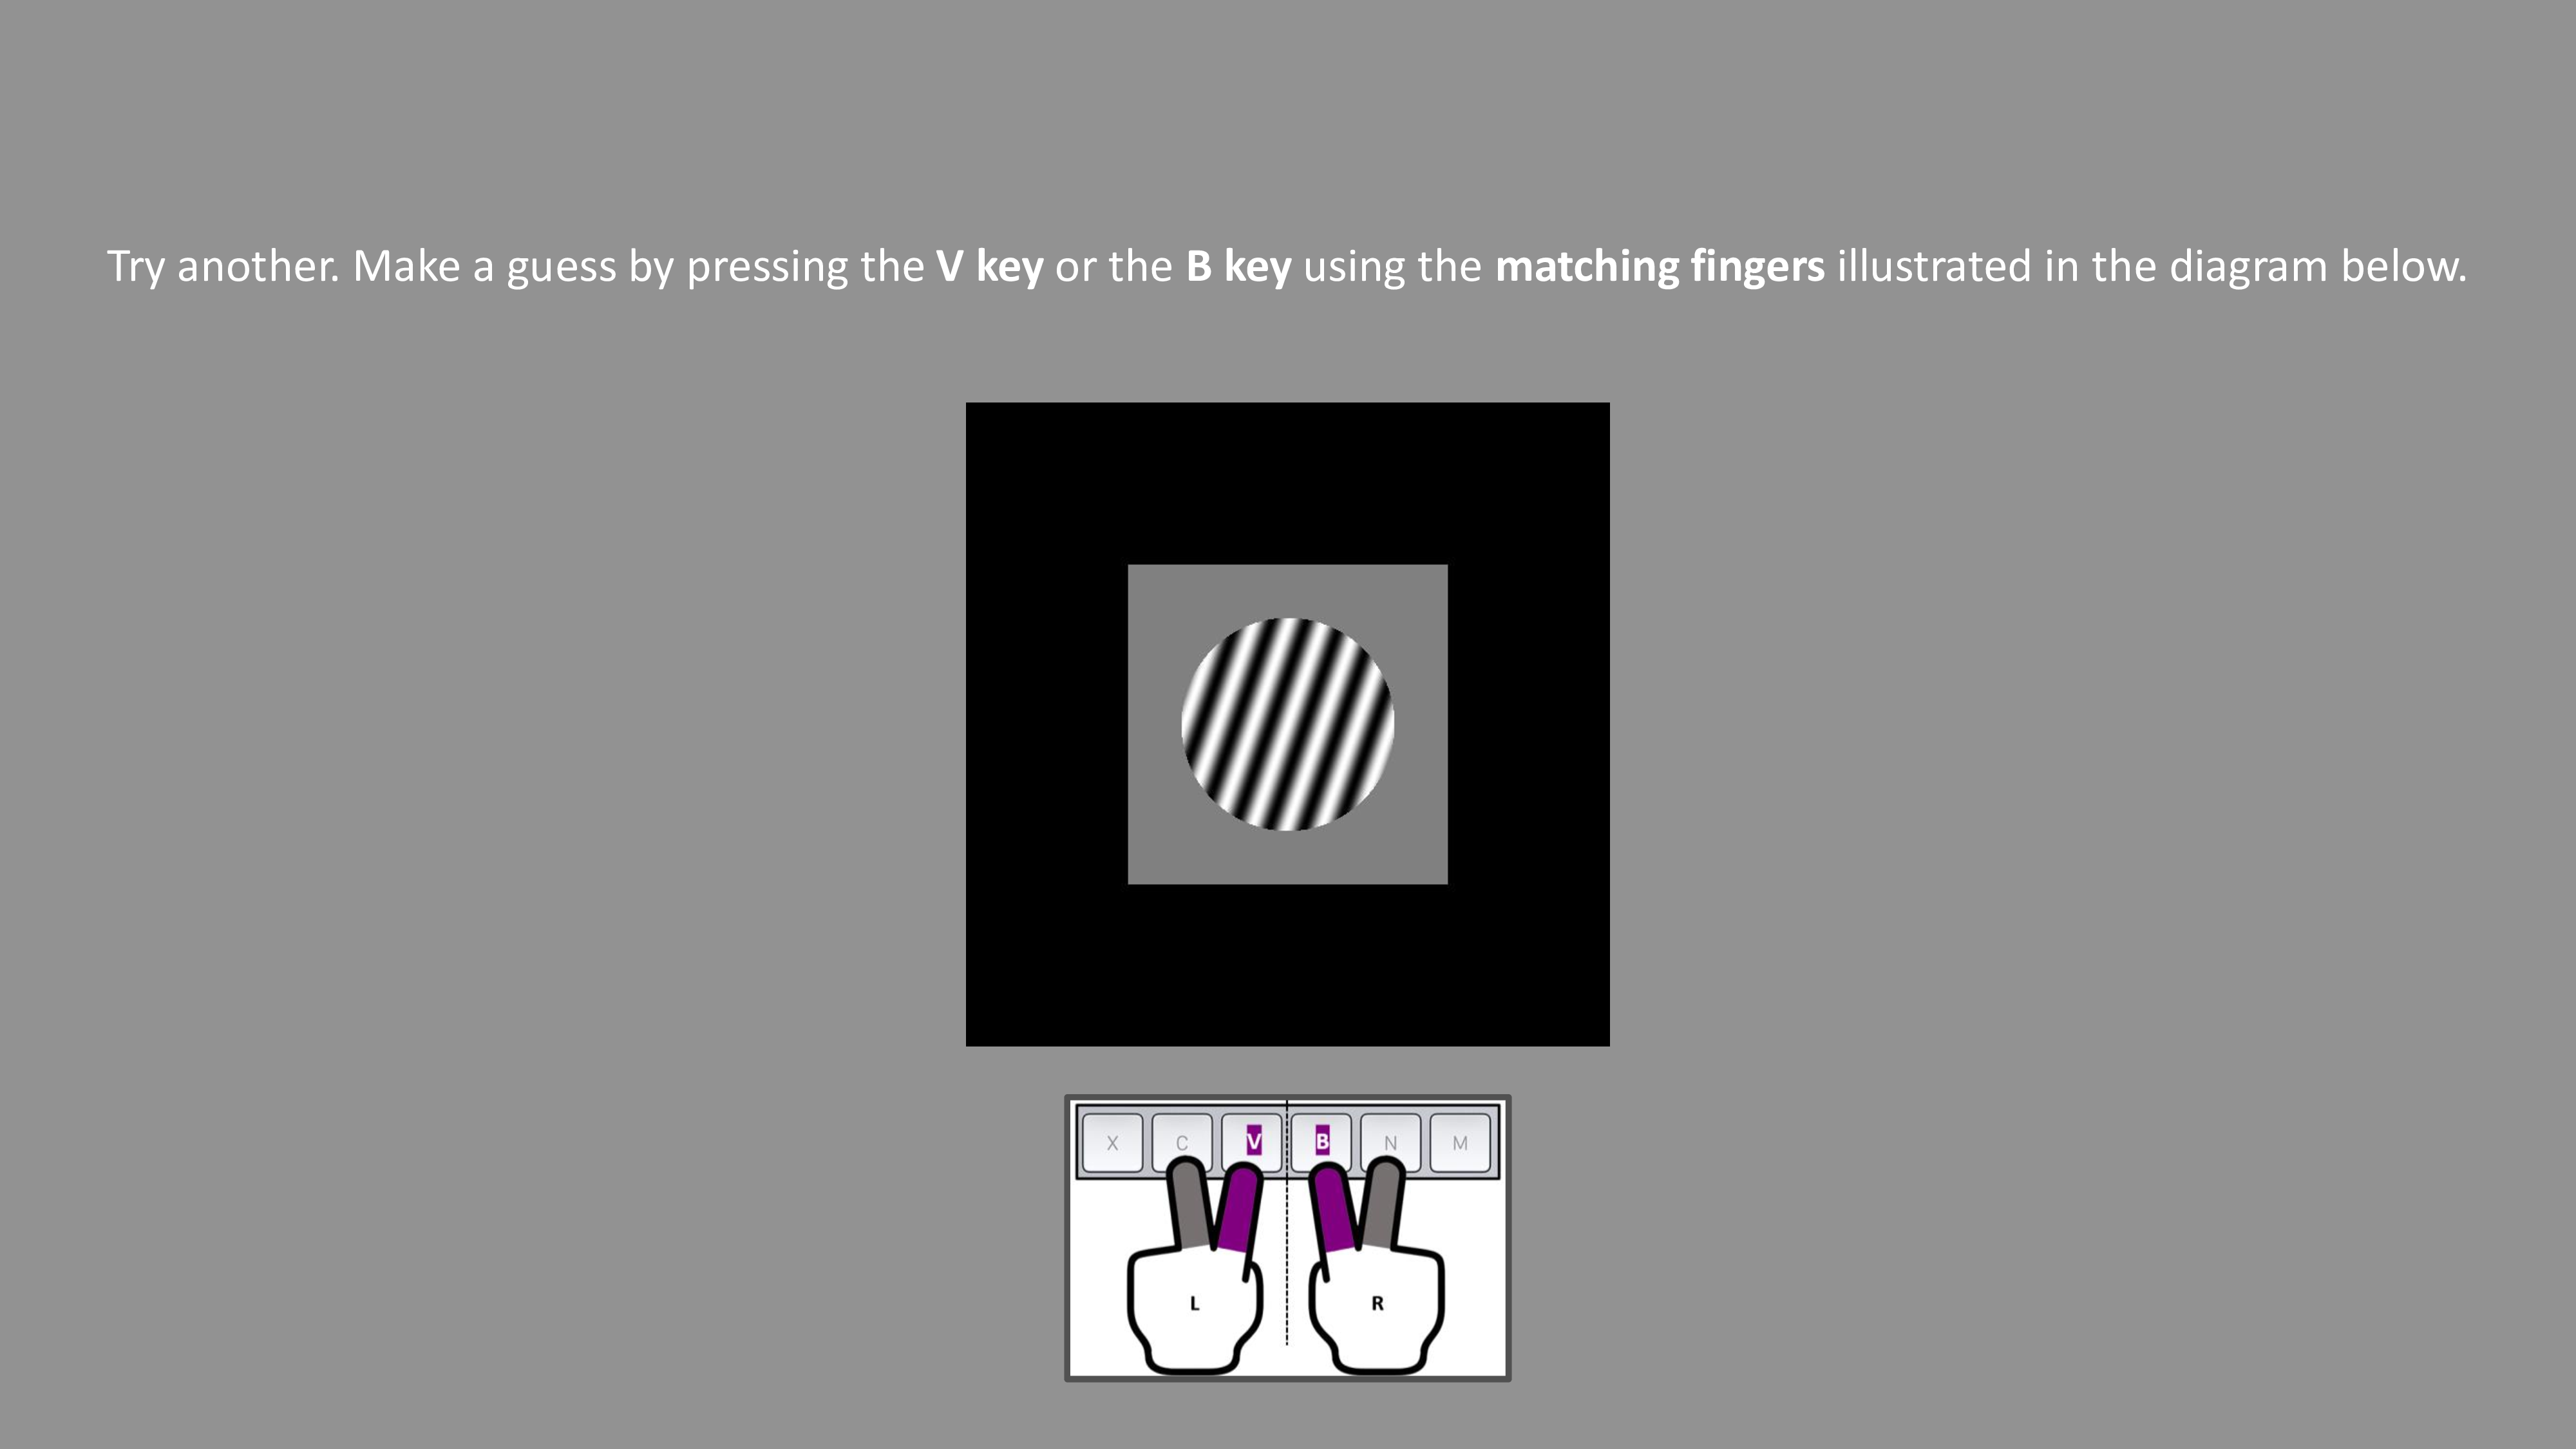 Try another. Make a guess by pressing the V key or the B key using the matching fingers illustrated in the diagram below.
X C V B N M
L R